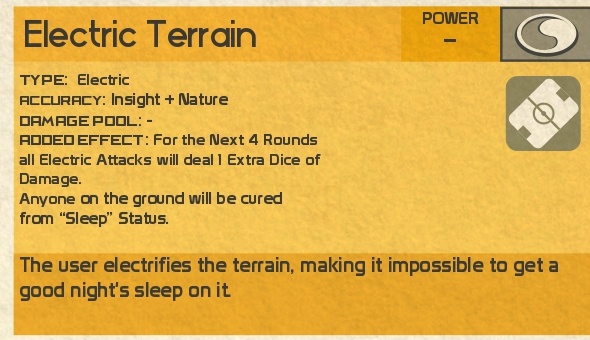 Electric Terrain
POWER
–
TYPE: Electric
ACCURACY: Insight + Nature
DAMAGE POOL: -
ADDED EFFECT: For the Next 4 Rounds
all Electric Attacks will deal 1 Extra Dice of
Damage.
Anyone on the ground will be cured
from “Sleep” Status.
The user electrifies the terrain, making it impossible to get a
good night's sleep on it.